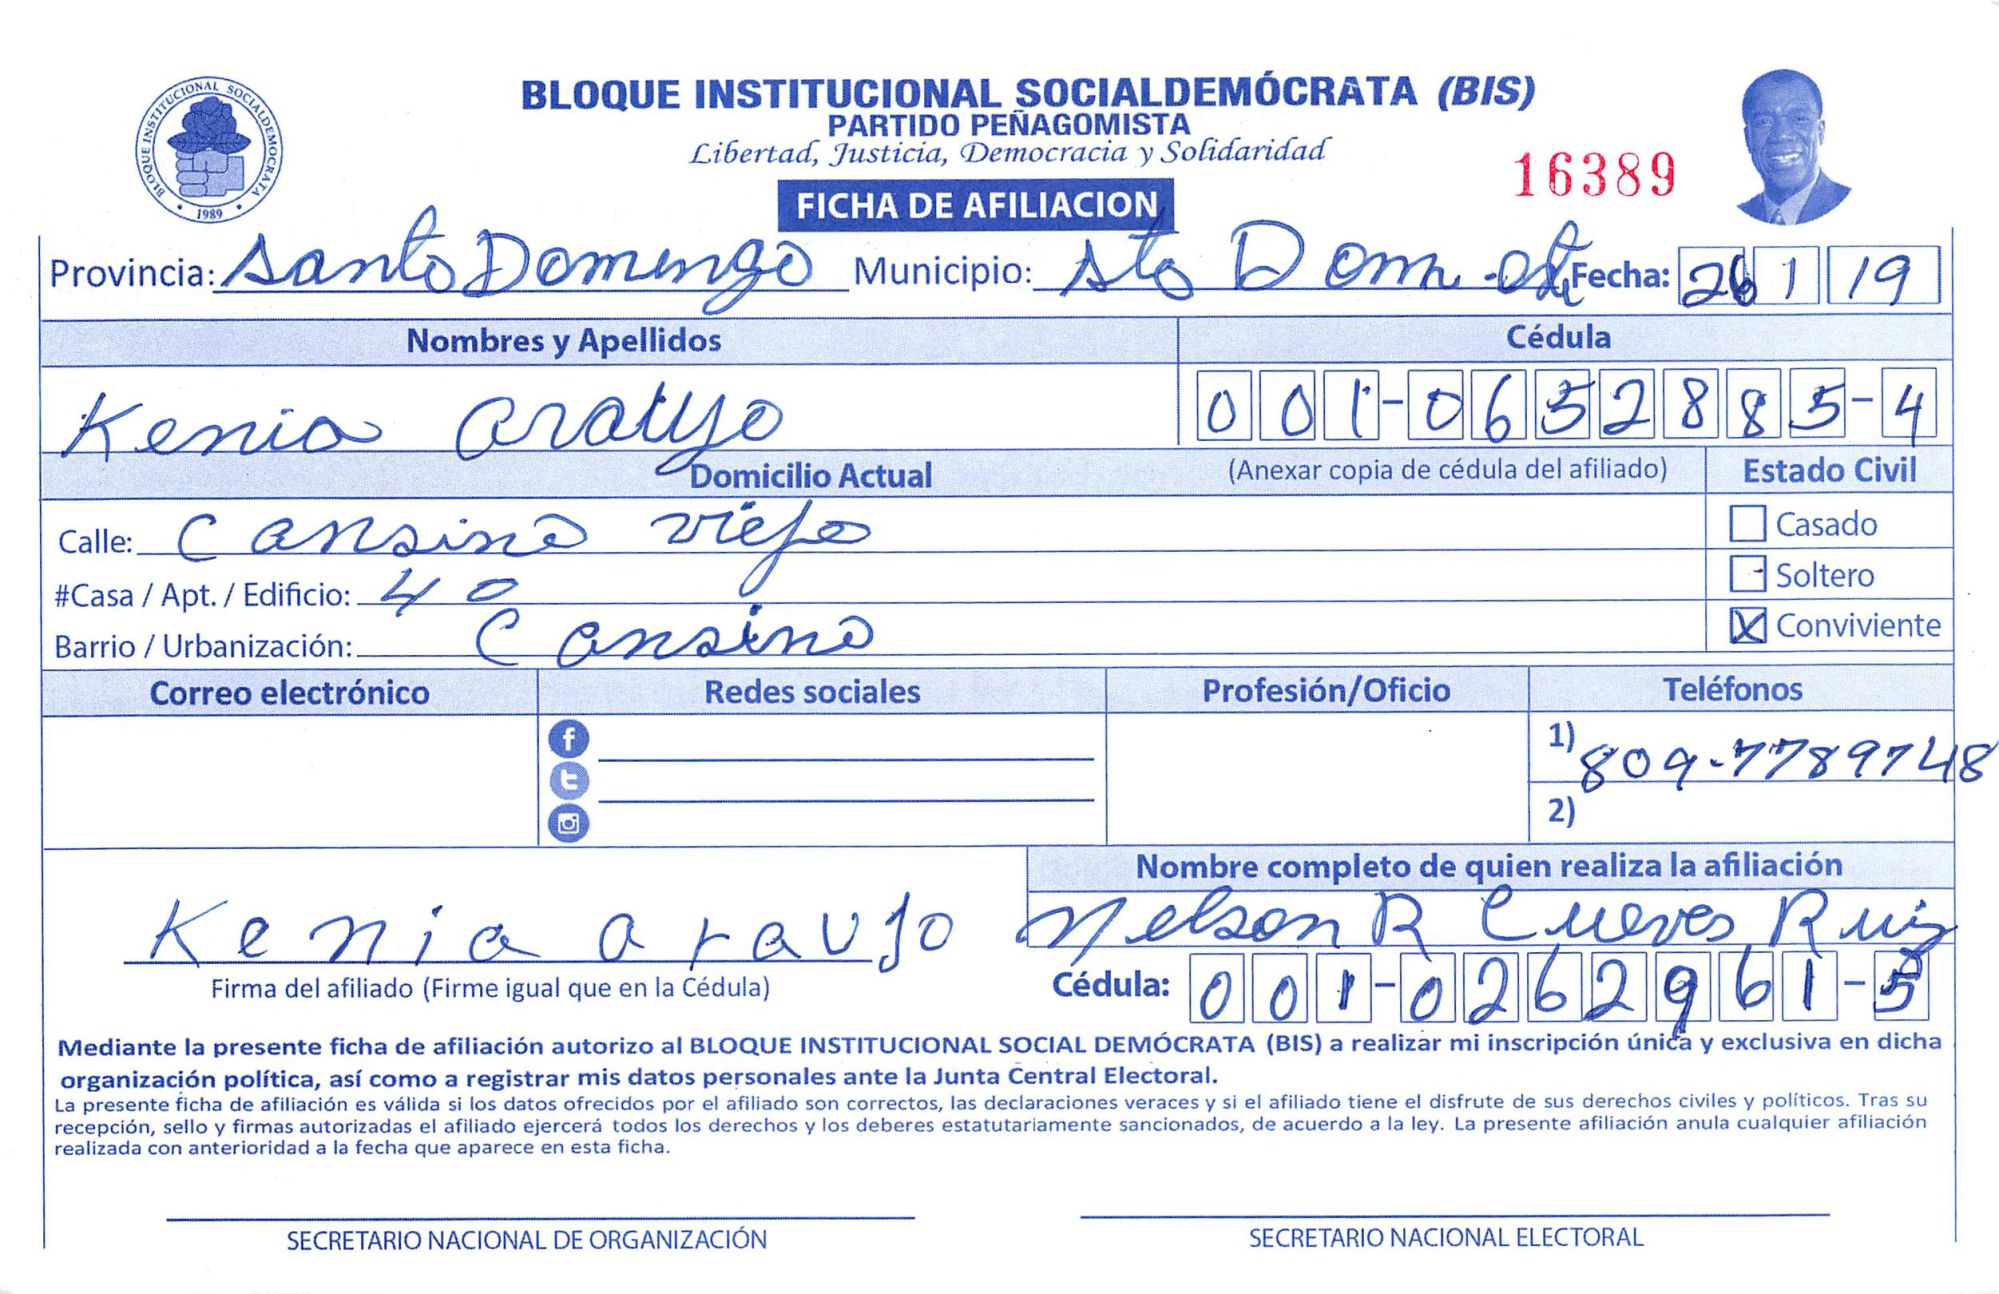 BLOQUE INSTITUCIONAL SOCIALDEMÓCRATA (BIS)
PARTIDO PEÑAGOMISTA
Libertad, Justicia, Democracia y Solidaridad
BLOQUE INSTITUCIONAL SOCIALDEMOCRATA
• 1989 •
16389
FICHA DE AFILIACION
Provincia: Santo Domingo Municipio: Sto Dom. Fecha: 26 1 19
Nombres y Apellidos Cédula
Kenia Araujo 001-0652885-4
Domicilio Actual (Anexar copia de cédula del afiliado) Estado Civil
Calle: Cansino viejo Casado
#Casa / Apt. / Edificio: 40 Soltero
Barrio / Urbanización: Cansino X Conviviente
Correo electrónico Redes sociales Profesión/Oficio Teléfonos
1) 809-7789748
2)
Nombre completo de quien realiza la afiliación
Kenia araujo Nelson R Cuevas Ruiz
Firma del afiliado (Firme igual que en la Cédula) Cédula: 001-0262961-5
Mediante la presente ficha de afiliación autorizo al BLOQUE INSTITUCIONAL SOCIAL DEMÓCRATA (BIS) a realizar mi inscripción única y exclusiva en dicha
organización política, así como a registrar mis datos personales ante la Junta Central Electoral.
La presente ficha de afiliación es válida si los datos ofrecidos por el afiliado son correctos, las declaraciones veraces y si el afiliado tiene el disfrute de sus derechos civiles y políticos. Tras su
recepción, sello y firmas autorizadas el afiliado ejercerá todos los derechos y los deberes estatutariamente sancionados, de acuerdo a la ley. La presente afiliación anula cualquier afiliación
realizada con anterioridad a la fecha que aparece en esta ficha.
SECRETARIO NACIONAL DE ORGANIZACIÓN SECRETARIO NACIONAL ELECTORAL